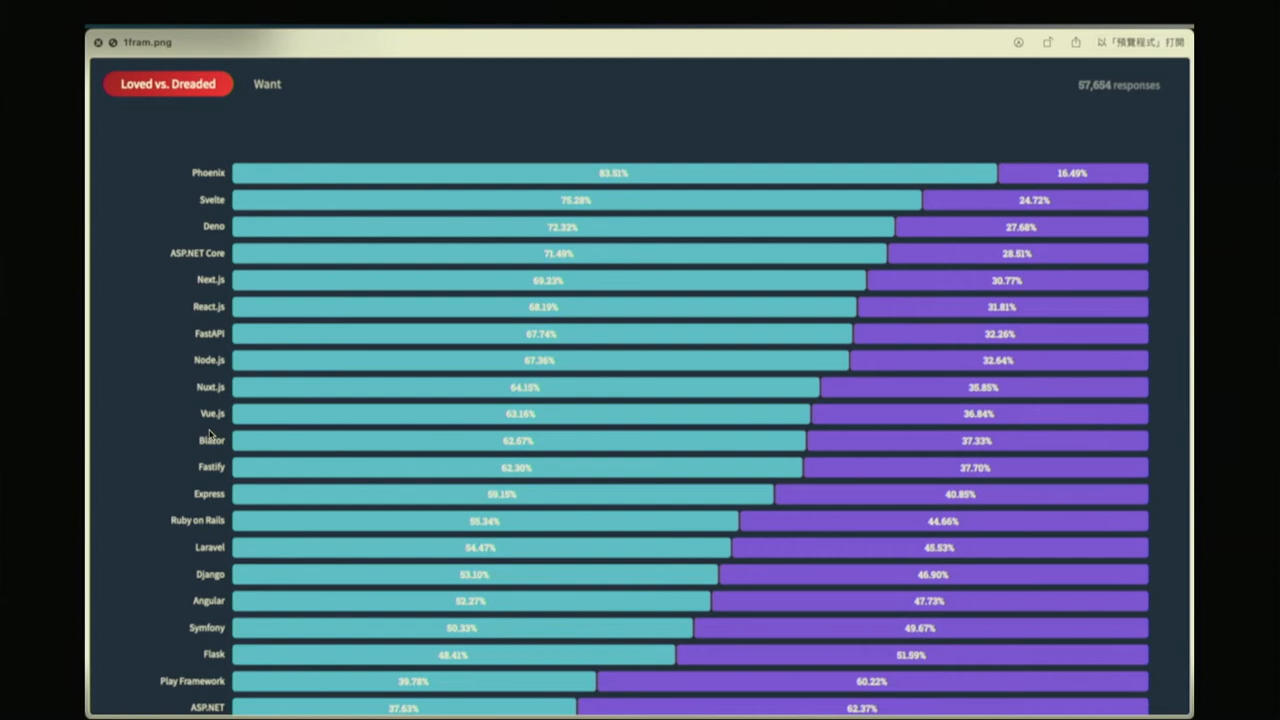 1fram.png
以「預覽程式」打開
Loved vs. Dreaded
Want
57,654 responses
Phoenix 83.51% 16.49%
Svelte 75.28% 24.72%
Deno 72.32% 27.68%
ASP.NET Core 71.49% 28.51%
Next.js 69.23% 30.77%
React.js 68.19% 31.81%
FastAPI 67.74% 32.26%
Node.js 67.36% 32.64%
Nuxt.js 64.15% 35.85%
Vue.js 63.16% 36.84%
Blazor 62.67% 37.33%
Fastify 62.30% 37.70%
Express 59.15% 40.85%
Ruby on Rails 55.34% 44.66%
Laravel 54.47% 45.53%
Django 53.10% 46.90%
Angular 52.27% 47.73%
Symfony 50.33% 49.67%
Flask 48.41% 51.59%
Play Framework 39.78% 60.22%
ASP.NET 37.63% 62.37%